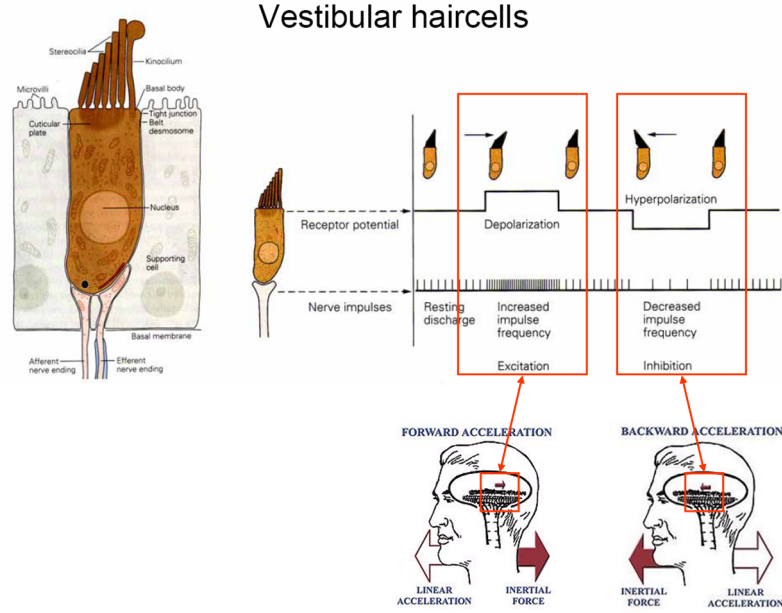 Vestibular haircells
Stereocilia
Kinocilium
Microvilli
Basal body
Tight junction
Belt
desmosome
Cuticular
plate
Nucleus
Supporting
cell
Basal membrane
Afferent
nerve ending
Efferent
nerve ending
Receptor potential
Depolarization
Hyperpolarization
Nerve impulses
Resting
discharge
Increased
impulse
frequency
Decreased
impulse
frequency
Excitation
Inhibition
FORWARD ACCELERATION
LINEAR
ACCELERATION
INERTIAL
FORCE
BACKWARD ACCELERATION
INERTIAL
FORCE
LINEAR
ACCELERATION